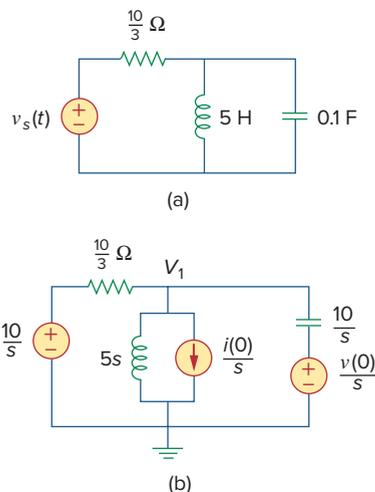 10/3 Ω
+
−
v_s(t)
5 H
0.1 F
(a)
10/3 Ω
V_1
10/s
+
−
5s
i(0)/s
10/s
+
−
v(0)/s
(b)